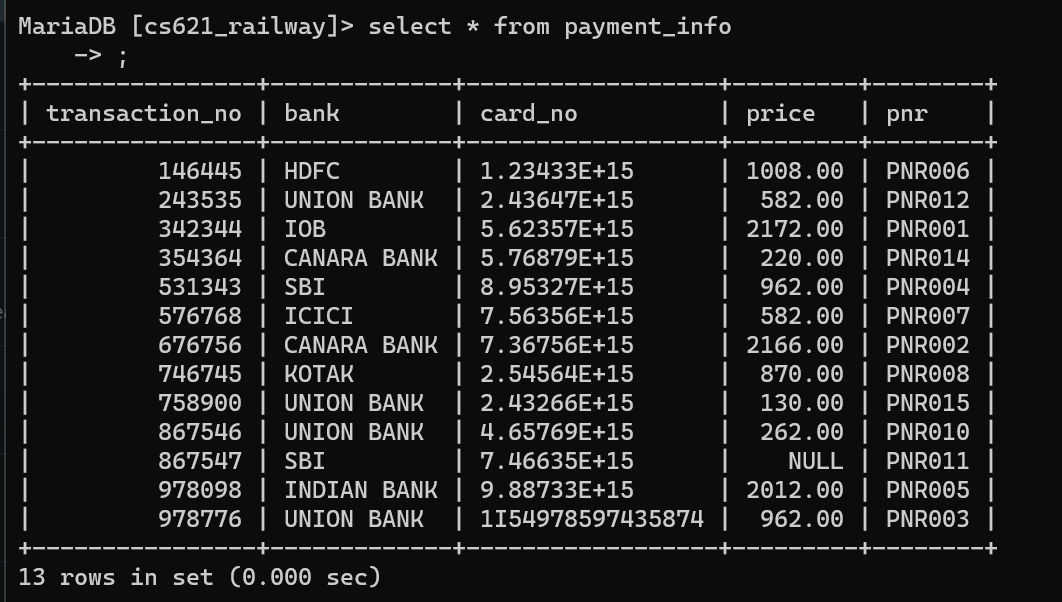 MariaDB [cs621_railway]> select * from payment_info
    -> ;
+----------------+-------------+------------------+---------+--------+
| transaction_no | bank        | card_no          | price   | pnr    |
+----------------+-------------+------------------+---------+--------+
|         146445 | HDFC        | 1.23433E+15      | 1008.00 | PNR006 |
|         243535 | UNION BANK  | 2.43647E+15      |  582.00 | PNR012 |
|         342344 | IOB         | 5.62357E+15      | 2172.00 | PNR001 |
|         354364 | CANARA BANK | 5.76879E+15      |  220.00 | PNR014 |
|         531343 | SBI         | 8.95327E+15      |  962.00 | PNR004 |
|         576768 | ICICI       | 7.56356E+15      |  582.00 | PNR007 |
|         676756 | CANARA BANK | 7.36756E+15      | 2166.00 | PNR002 |
|         746745 | KOTAK       | 2.54564E+15      |  870.00 | PNR008 |
|         758900 | UNION BANK  | 2.43266E+15      |  130.00 | PNR015 |
|         867546 | UNION BANK  | 4.65769E+15      |  262.00 | PNR010 |
|         867547 | SBI         | 7.46635E+15      |    NULL | PNR011 |
|         978098 | INDIAN BANK | 9.88733E+15      | 2012.00 | PNR005 |
|         978776 | UNION BANK  | 1I54978597435874 |  962.00 | PNR003 |
+----------------+-------------+------------------+---------+--------+
13 rows in set (0.000 sec)